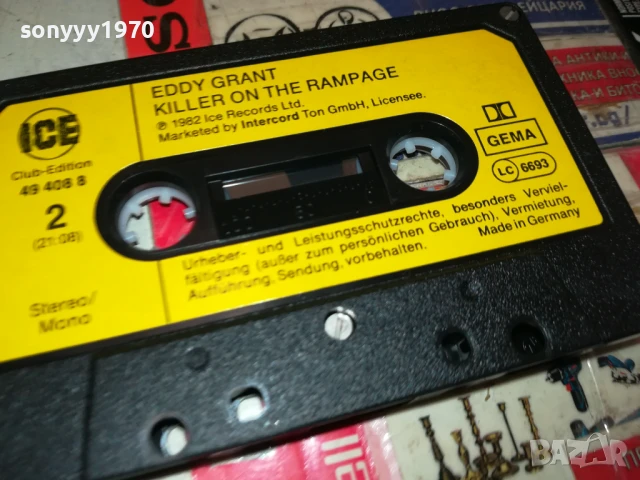 sonyyy1970
EDDY GRANT
KILLER ON THE RAMPAGE
℗ 1982 Ice Records Ltd.
Marketed by Intercord Ton GmbH, Licensee.
ICE
Club-Edition
49 408 8
2
(21:08)
Stereo/
Mono
GEMA
LC 6693
Urheber- und Leistungsschutzrechte, besonders Verviel-
fältigung (außer zum persönlichen Gebrauch), Vermietung,
Aufführung, Sendung, vorbehalten.
Made in Germany
BAZAR